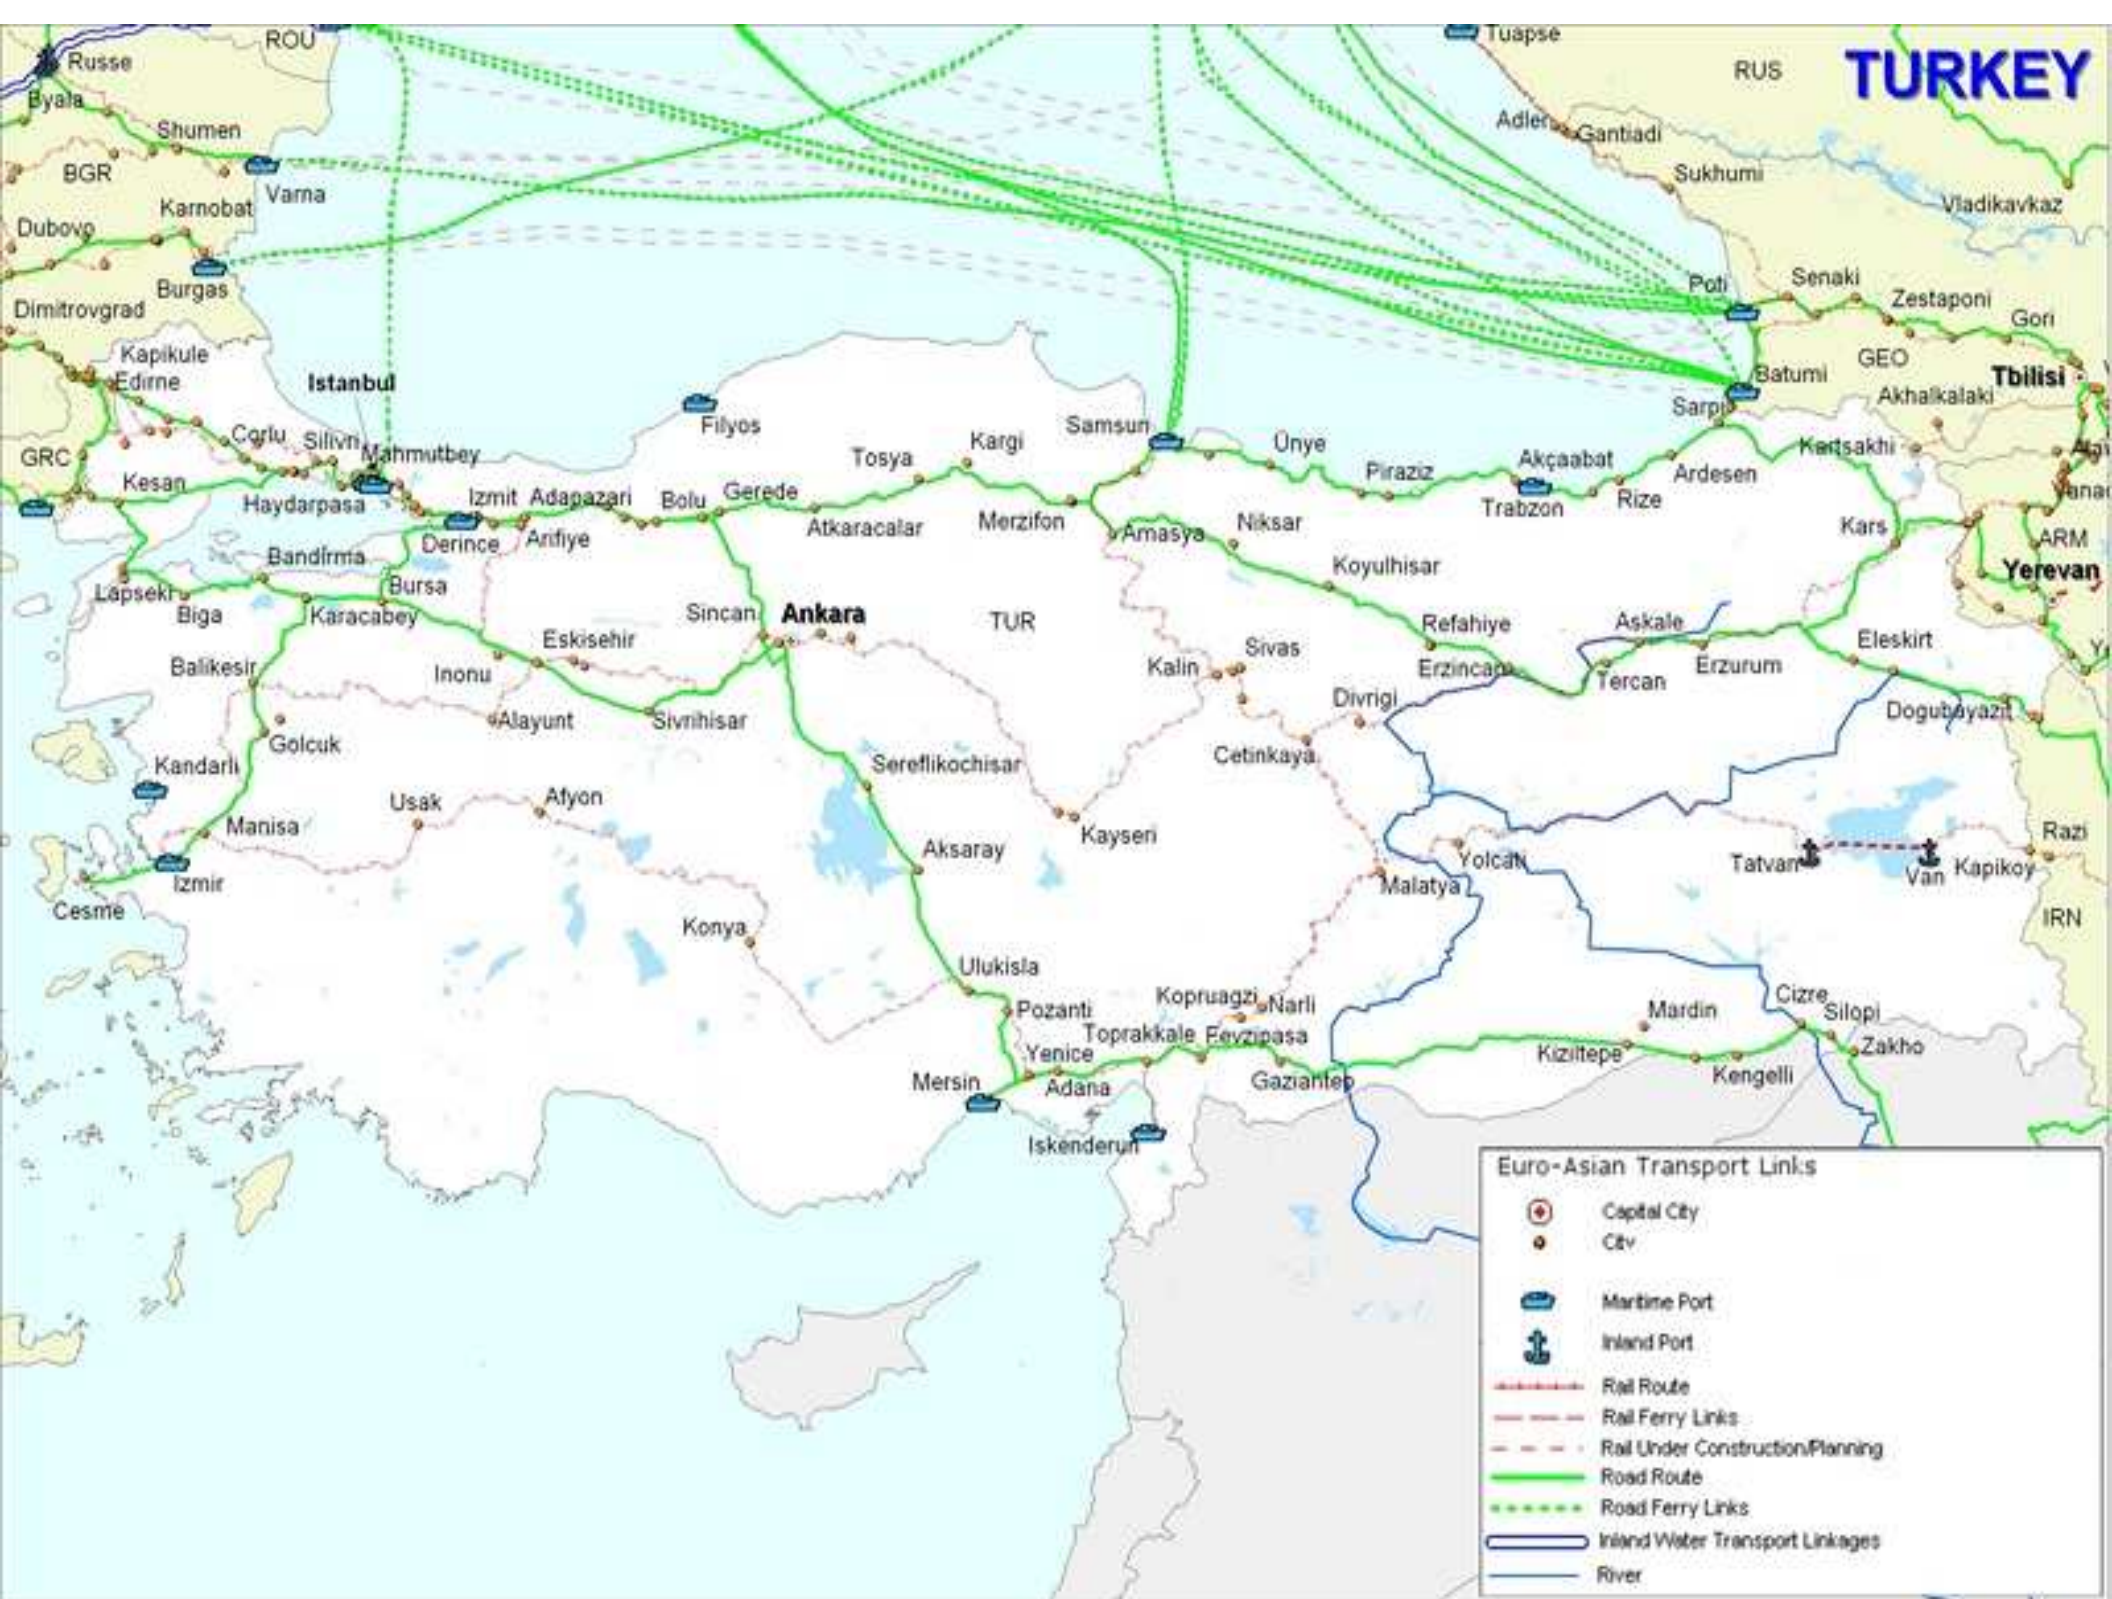 TURKEY
ROU
Tuapse
RUS
Russe
Byala
Shumen
Adler
Gantiadi
BGR
Varna
Sukhumi
Karnobat
Vladikavkaz
Dubovo
Burgas
Poti
Senaki
Zestaponi
Dimitrovgrad
Gori
Kapikule
Edirne
Istanbul
GEO
Batumi
Tbilisi
Akhalkalaki
Sarpi
Filyos
Samsun
Corlu
Silivri
Mahmutbey
Kargi
Ünye
Kartsakhi
GRC
Tosya
Akçaabat
Piraziz
Ardesen
Kesan
Haydarpasa
Izmit
Adapazari
Bolu
Gerede
Trabzon
Rize
Atkaracalar
Merzifon
Niksar
Kars
Derince
Arifiye
Amasya
ARM
Bandîrma
Koyulhisar
Yerevan
Lapseki
Bursa
Biga
Karacabey
Sincan
Ankara
TUR
Refahiye
Askale
Eskisehir
Sivas
Eleskirt
Balikesir
Inonu
Kalin
Erzincan
Tercan
Erzurum
Divrigi
Alayunt
Sivrihisar
Dogubayazit
Golcuk
Cetinkaya
Kandarli
Sereflikochisar
Usak
Afyon
Manisa
Kayseri
Razi
Aksaray
Yolcati
Tatvan
Van
Kapikoy
Izmir
Malatya
Cesme
Konya
IRN
Ulukisla
Kopruagzi
Narli
Cizre
Silopi
Pozanti
Mardin
Toprakkale
Fevzipasa
Yenice
Kiziltepe
Zakho
Mersin
Adana
Gaziantep
Kengelli
Iskenderun
Euro-Asian Transport Links
Capital City
City
Maritime Port
Inland Port
Rail Route
Rail Ferry Links
Rail Under Construction/Planning
Road Route
Road Ferry Links
Inland Water Transport Linkages
River